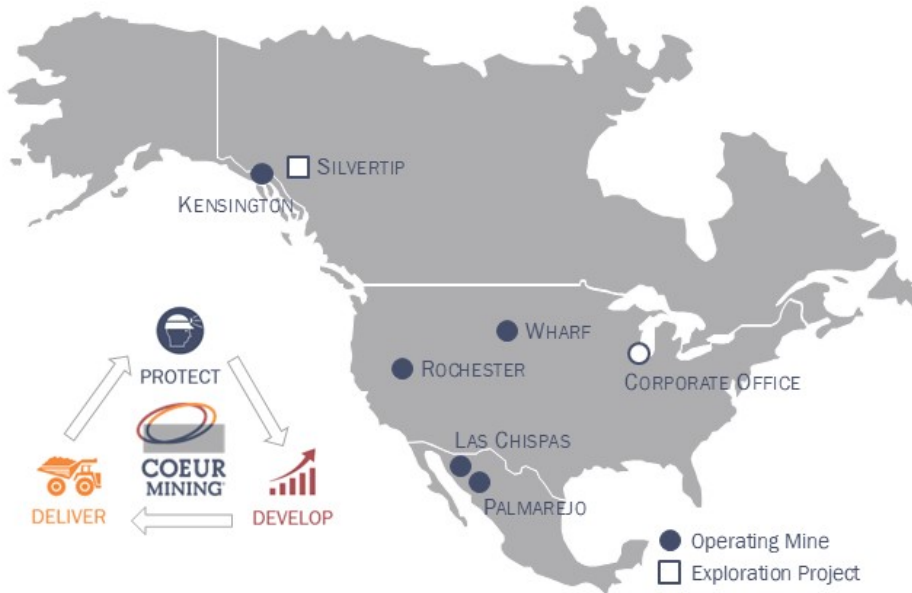 SILVERTIP
KENSINGTON
WHARF
ROCHESTER
CORPORATE OFFICE
LAS CHISPAS
PALMAREJO
PROTECT
COEUR
MINING®
DELIVER
DEVELOP
Operating Mine
Exploration Project